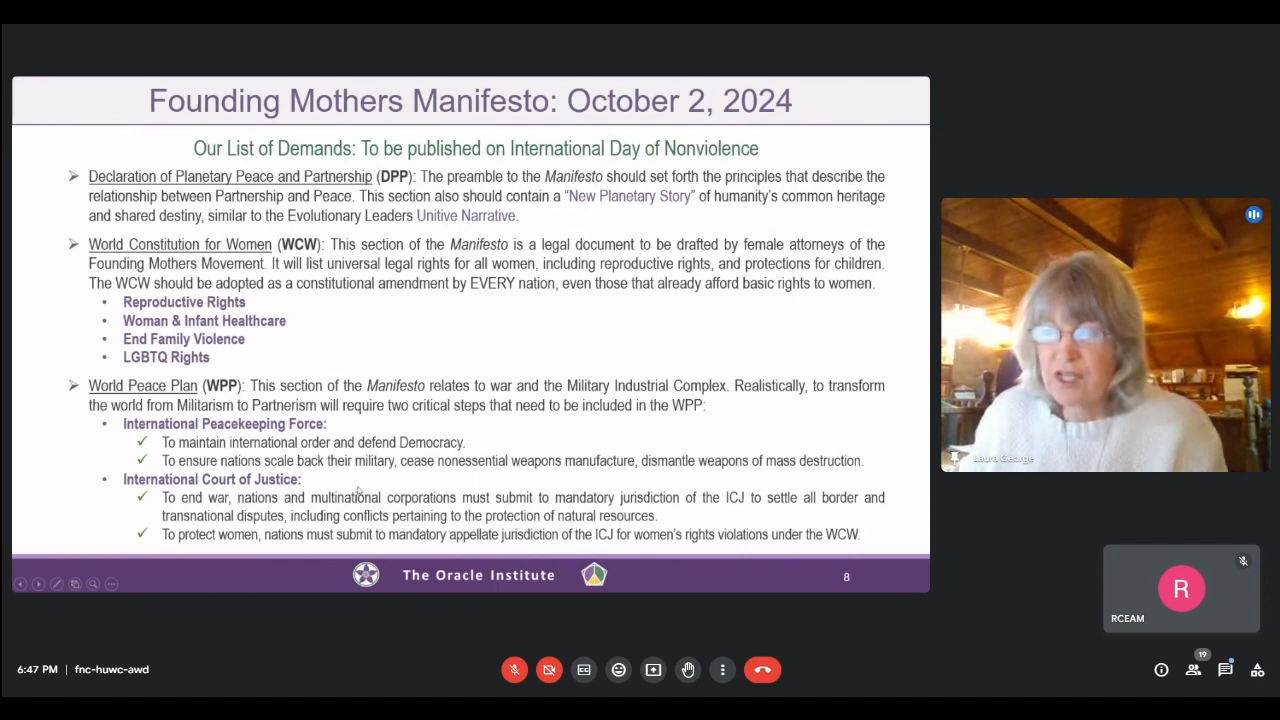 Founding Mothers Manifesto: October 2, 2024
Our List of Demands: To be published on International Day of Nonviolence
Declaration of Planetary Peace and Partnership (DPP): The preamble to the Manifesto should set forth the principles that describe the
relationship between Partnership and Peace. This section also should contain a “New Planetary Story” of humanity’s common heritage
and shared destiny, similar to the Evolutionary Leaders Unitive Narrative.
World Constitution for Women (WCW): This section of the Manifesto is a legal document to be drafted by female attorneys of the
Founding Mothers Movement. It will list universal legal rights for all women, including reproductive rights, and protections for children.
The WCW should be adopted as a constitutional amendment by EVERY nation, even those that already afford basic rights to women.
• Reproductive Rights
• Woman & Infant Healthcare
• End Family Violence
• LGBTQ Rights
World Peace Plan (WPP): This section of the Manifesto relates to war and the Military Industrial Complex. Realistically, to transform
the world from Militarism to Partnerism will require two critical steps that need to be included in the WPP:
• International Peacekeeping Force:
✓ To maintain international order and defend Democracy.
✓ To ensure nations scale back their military, cease nonessential weapons manufacture, dismantle weapons of mass destruction.
• International Court of Justice:
✓ To end war, nations and multinational corporations must submit to mandatory jurisdiction of the ICJ to settle all border and
transnational disputes, including conflicts pertaining to the protection of natural resources.
✓ To protect women, nations must submit to mandatory appellate jurisdiction of the ICJ for women’s rights violations under the WCW.
The Oracle Institute
8
Laura George
R
RCEAM
6:47 PM | fnc-huwc-awd
19